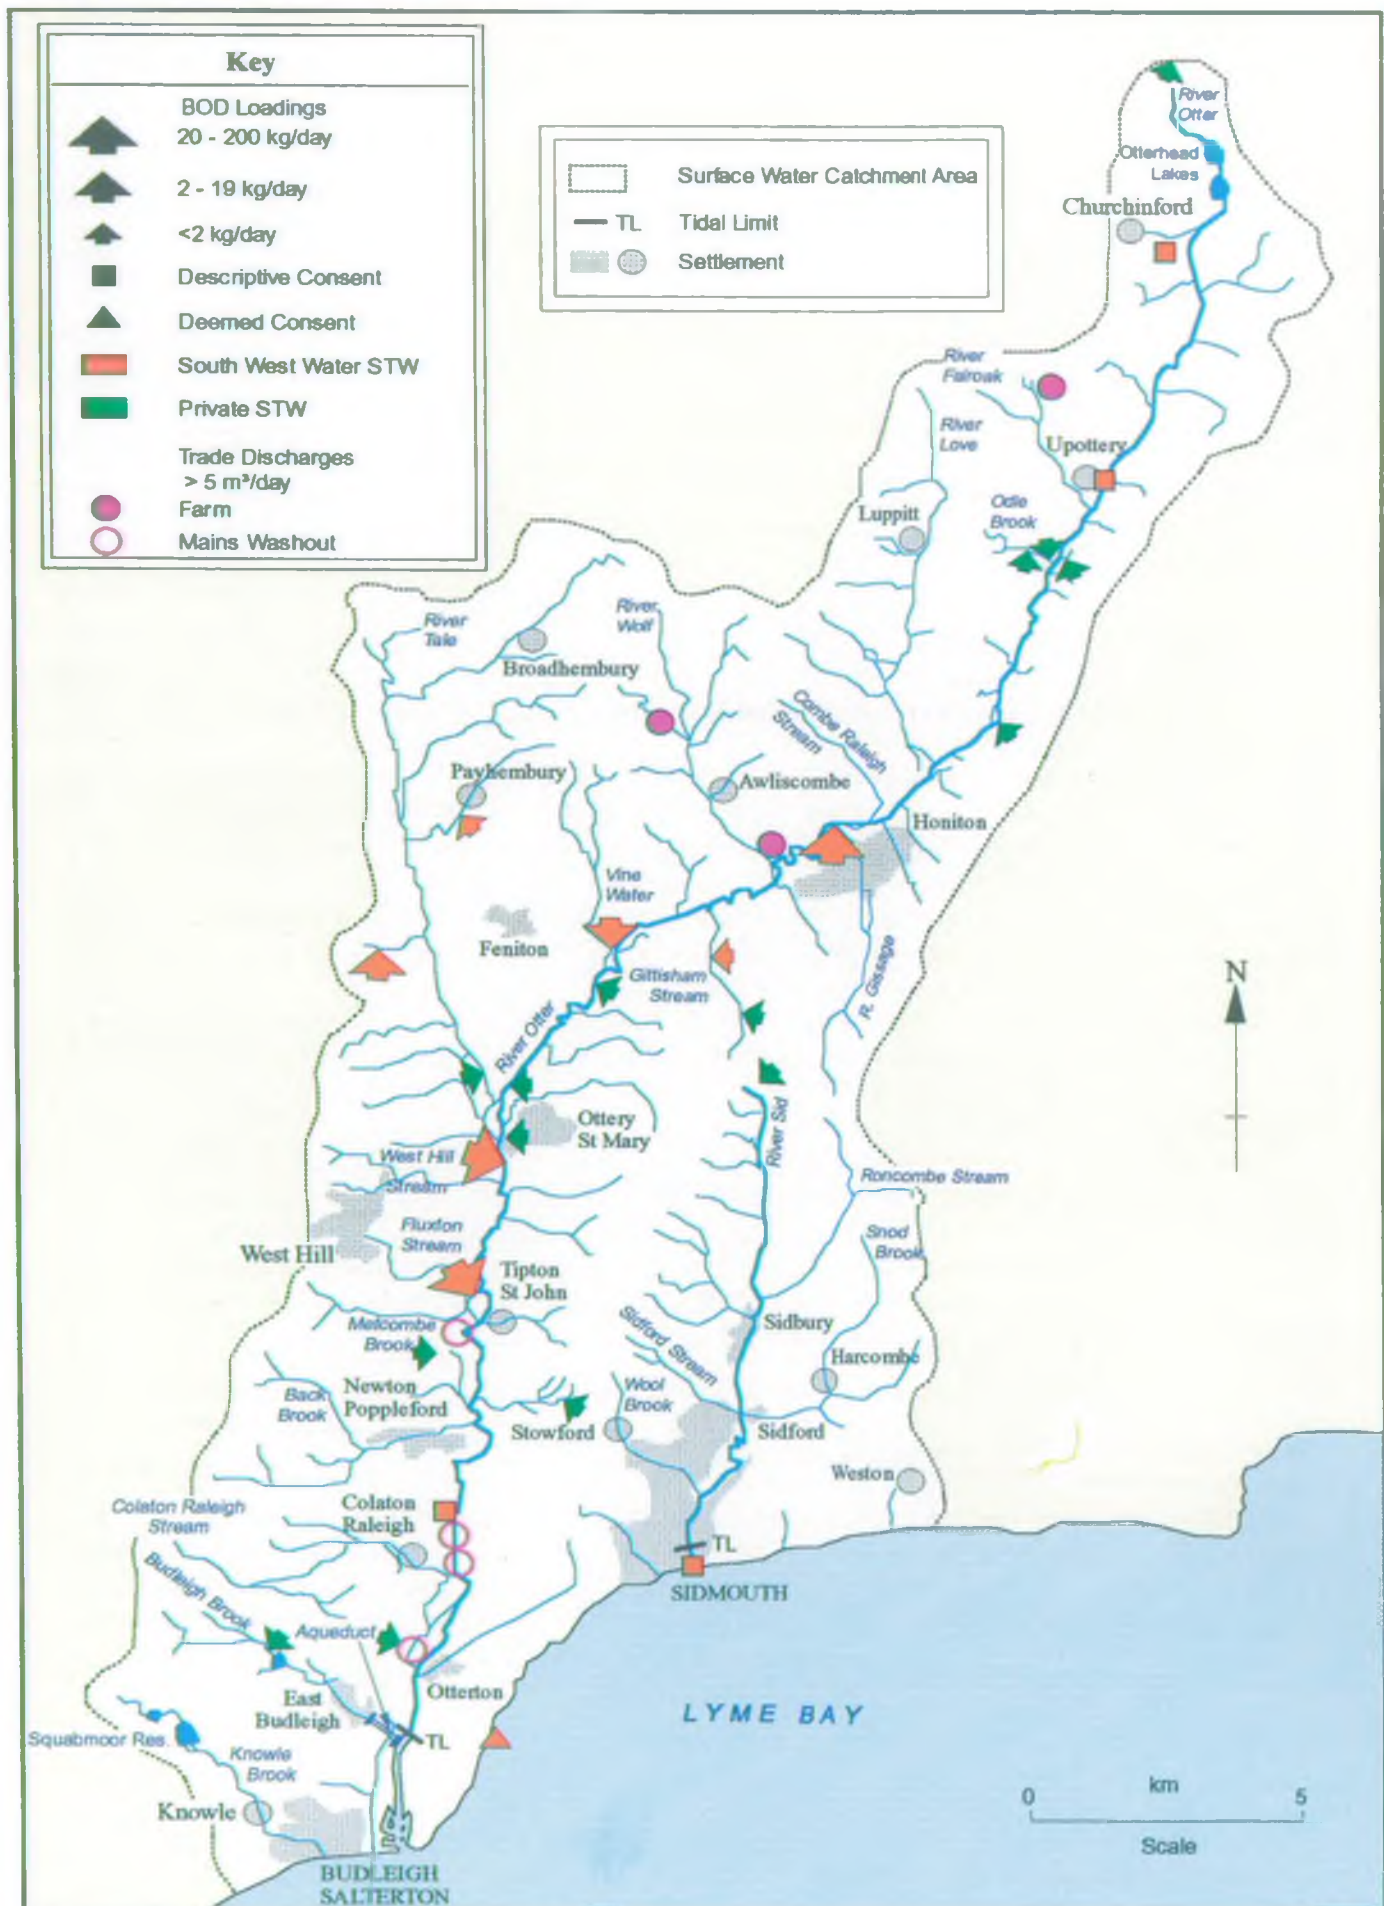 Key
BOD Loadings
20 - 200 kg/day
2 - 19 kg/day
<2 kg/day
Descriptive Consent
Deemed Consent
South West Water STW
Private STW
Trade Discharges
> 5 m³/day
Farm
Mains Washout
Surface Water Catchment Area
TL Tidal Limit
Settlement
River
Otter
Otterhead
Lakes
Churchinford
River
Fairoak
River
Love
Upottery
Luppitt
Odle
Brook
River
Tale
River
Wolf
Broadhembury
Combe Raleigh
Stream
Payhembury
Awliscombe
Honiton
Vine
Water
Feniton
Gittisham
Stream
R. Gissage
N
River Otter
Ottery
St Mary
River Sid
West Hill
Stream
Roncombe Stream
Fluxton
Stream
Snod
Brook
West Hill
Tipton
St John
Metcombe
Brook
Sidford Stream
Sidbury
Harcombe
Newton
Poppleford
Back
Brook
Wool
Brook
Stowford
Sidford
Weston
Colaton Raleigh
Stream
Colaton
Raleigh
TL
SIDMOUTH
Budleigh Brook
Aqueduct
East
Budleigh
Otterton
LYME BAY
Squabmoor Res.
TL
Knowle
Brook
Knowle
BUDLEIGH
SALTERTON
km
0 5
Scale